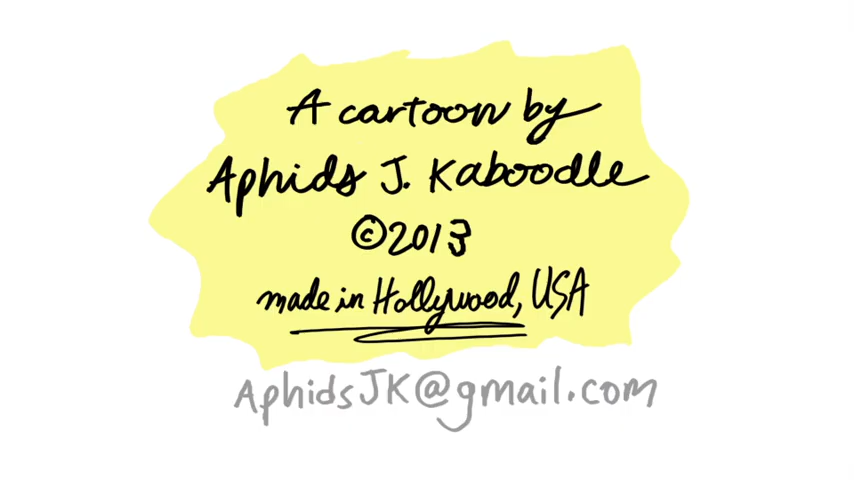 A cartoon by
Aphids J. Kaboodle
©2013
made in Hollywood, USA
AphidsJK@gmail.com